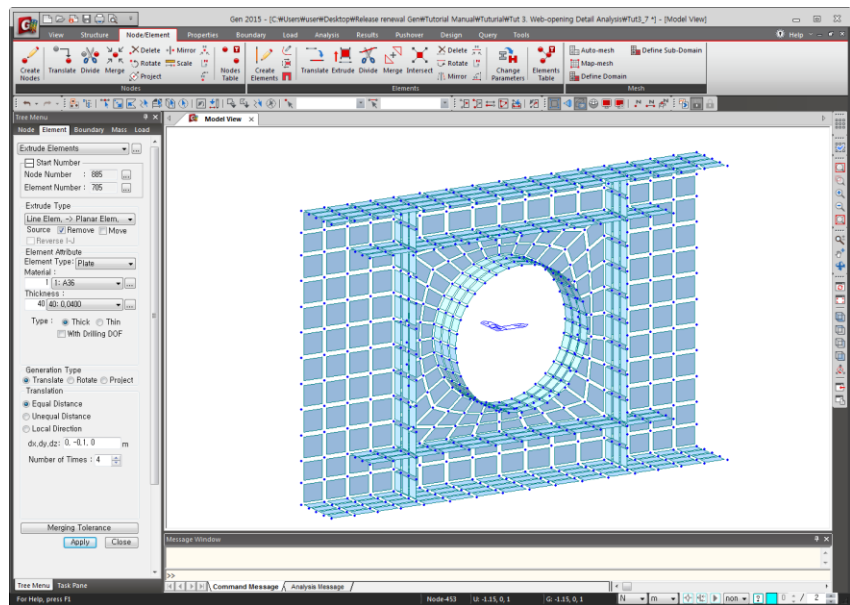 Gen 2015 - [C:\Users\user\Desktop\Release renewal Gen\Tutorial Manual\Tuturial\Tut 3. Web-opening Detail Analysis\Tut3_7 *] - [Model View]
View Structure Node/Element Properties Boundary Load Analysis Results Pushover Design Query Tools Help
Create Nodes Translate Divide Merge Delete Mirror Rotate Scale Project Nodes Table
Create Elements Translate Extrude Divide Merge Intersect Delete Rotate Mirror Change Parameters Elements Table
Auto-mesh Define Sub-Domain
Map-mesh
Define Domain
Nodes Elements Mesh
Tree Menu
Node Element Boundary Mass Load
Model View
Extrude Elements
Start Number
Node Number : 885
Element Number : 705
Extrude Type
Line Elem. -> Planar Elem.
Source Remove Move
Reverse I-J
Element Attribute
Element Type: Plate
Material :
1 1: A36
Thickness :
40 40: 0.0400
Type : Thick Thin
With Drilling DOF
Generation Type
Translate Rotate Project
Translation
Equal Distance
Unequal Distance
Local Direction
dx,dy,dz: 0, -0.1, 0 m
Number of Times : 4
Merging Tolerance
Apply Close
Message Window
>>
Tree Menu Task Pane
Command Message Analysis Message
For Help, press F1
Node-453 U: -1.15, 0, 1 G: -1.15, 0, 1 N m non ? 0 / 2